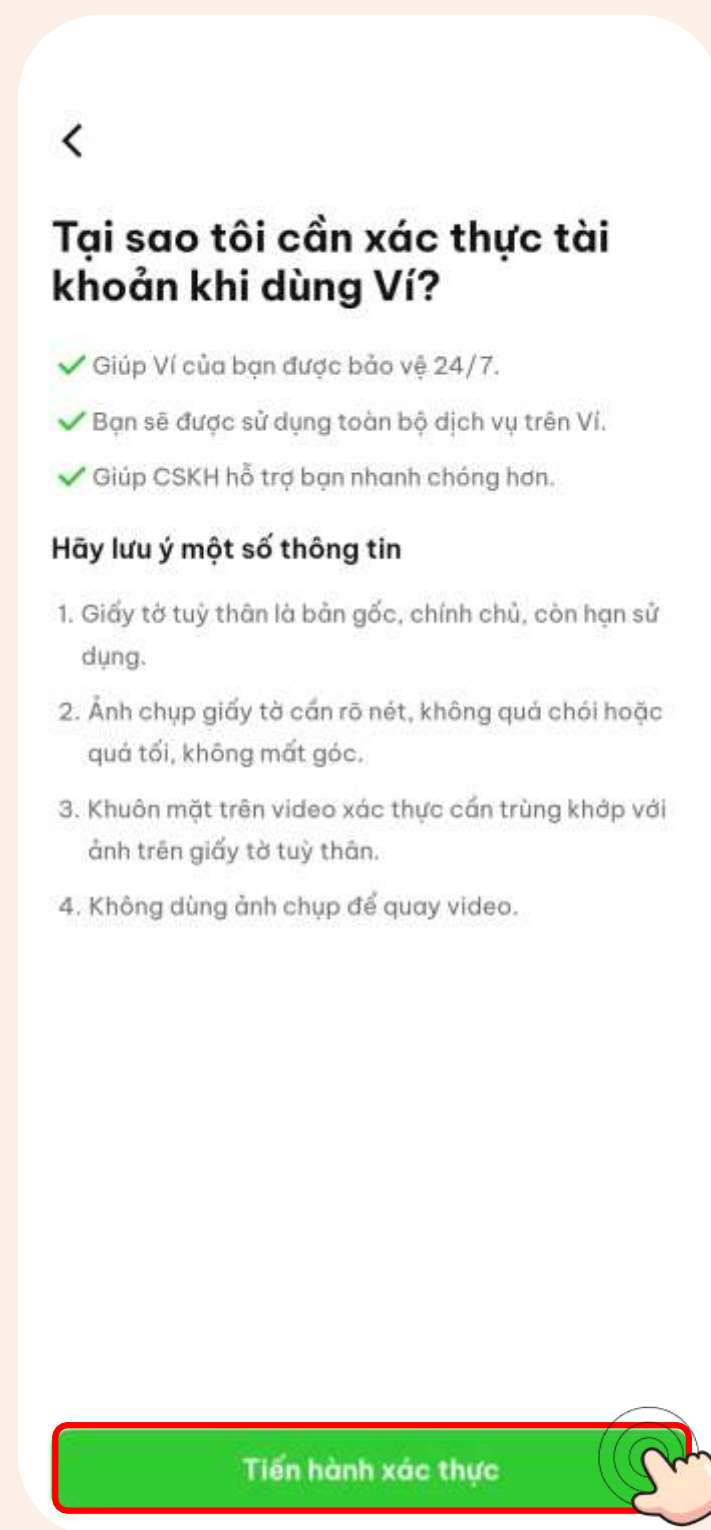 Tại sao tôi cần xác thực tài
khoản khi dùng Ví?
Giúp Ví của bạn được bảo vệ 24/7.
Bạn sẽ được sử dụng toàn bộ dịch vụ trên Ví.
Giúp CSKH hỗ trợ bạn nhanh chóng hơn.
Hãy lưu ý một số thông tin
1. Giấy tờ tuỳ thân là bản gốc, chính chủ, còn hạn sử
dụng.
2. Ảnh chụp giấy tờ cần rõ nét, không quá chói hoặc
quá tối, không mất góc.
3. Khuôn mặt trên video xác thực cần trùng khớp với
ảnh trên giấy tờ tuỳ thân.
4. Không dùng ảnh chụp để quay video.
Tiến hành xác thực